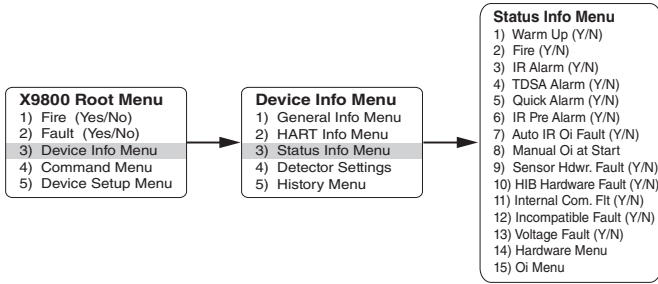 X9800 Root Menu
1) Fire (Yes/No)
2) Fault (Yes/No)
3) Device Info Menu
4) Command Menu
5) Device Setup Menu
Device Info Menu
1) General Info Menu
2) HART Info Menu
3) Status Info Menu
4) Detector Settings
5) History Menu
Status Info Menu
1) Warm Up (Y/N)
2) Fire (Y/N)
3) IR Alarm (Y/N)
4) TDSA Alarm (Y/N)
5) Quick Alarm (Y/N)
6) IR Pre Alarm (Y/N)
7) Auto IR Oi Fault (Y/N)
8) Manual Oi at Start
9) Sensor Hdwr. Fault (Y/N)
10) HIB Hardware Fault (Y/N)
11) Internal Com. Flt (Y/N)
12) Incompatible Fault (Y/N)
13) Voltage Fault (Y/N)
14) Hardware Menu
15) Oi Menu